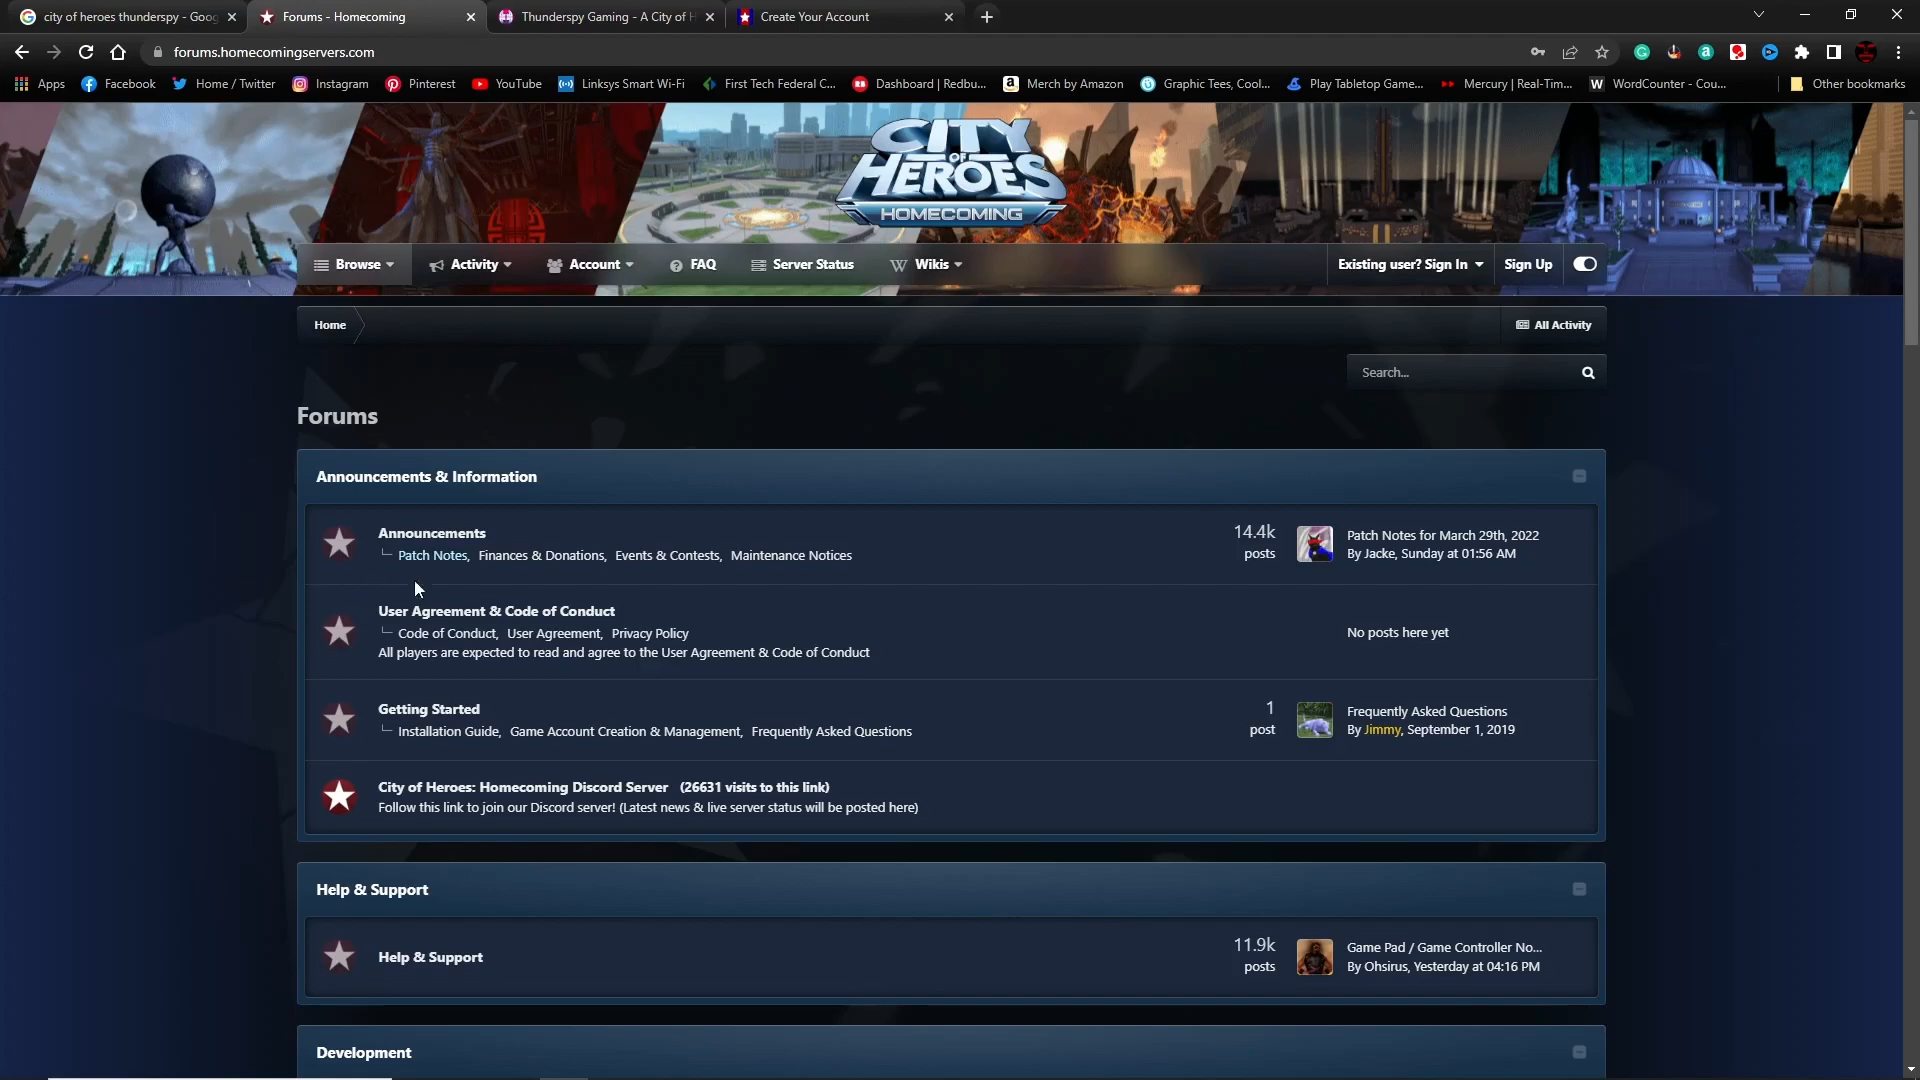 city of heroes thunderspy - Goog
Forums - Homecoming
Thunderspy Gaming - A City of H
Create Your Account
forums.homecomingservers.com
Apps
Facebook
Home / Twitter
Instagram
Pinterest
YouTube
Linksys Smart Wi-Fi
First Tech Federal C...
Dashboard | Redbu...
Merch by Amazon
Graphic Tees, Cool...
Play Tabletop Game...
Mercury | Real-Tim...
WordCounter - Cou...
Other bookmarks
CITY
OF
HEROES
HOMECOMING
Browse
Activity
Account
FAQ
Server Status
Wikis
Existing user? Sign In
Sign Up
Home
All Activity
Search...
Forums
Announcements & Information
Announcements
Patch Notes, Finances & Donations, Events & Contests, Maintenance Notices
14.4k
posts
Patch Notes for March 29th, 2022
By Jacke, Sunday at 01:56 AM
User Agreement & Code of Conduct
Code of Conduct, User Agreement, Privacy Policy
All players are expected to read and agree to the User Agreement & Code of Conduct
No posts here yet
Getting Started
Installation Guide, Game Account Creation & Management, Frequently Asked Questions
1
post
Frequently Asked Questions
By Jimmy, September 1, 2019
City of Heroes: Homecoming Discord Server (26631 visits to this link)
Follow this link to join our Discord server! (Latest news & live server status will be posted here)
Help & Support
Help & Support
11.9k
posts
Game Pad / Game Controller No...
By Ohsirus, Yesterday at 04:16 PM
Development